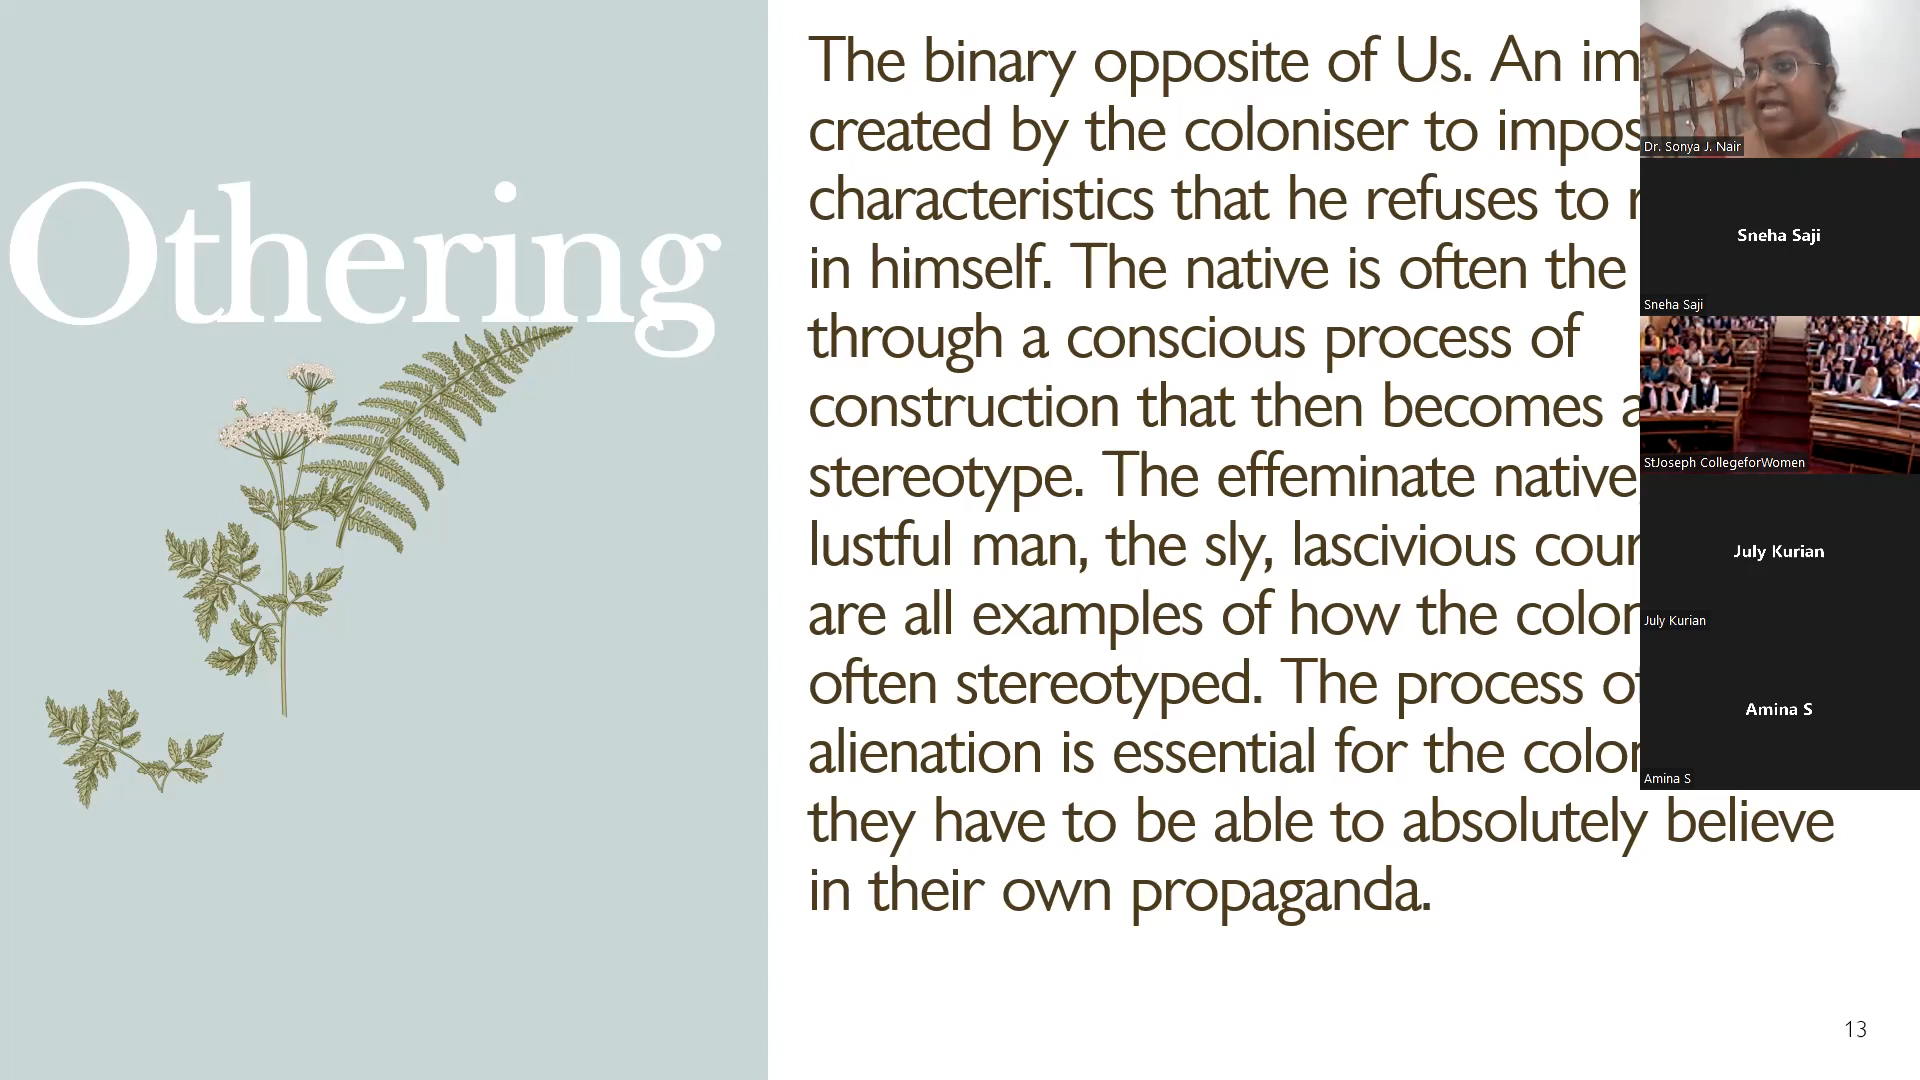 Othering
The binary opposite of Us. An im
created by the coloniser to impos
characteristics that he refuses to r
in himself. The native is often the
through a conscious process of
construction that then becomes a
stereotype. The effeminate native
lustful man, the sly, lascivious cour
are all examples of how the color
often stereotyped. The process of
alienation is essential for the color
they have to be able to absolutely believe
in their own propaganda.
13
Dr. Sonya J. Nair
Sneha Saji
Sneha Saji
StJoseph CollegeforWomen
July Kurian
July Kurian
Amina S
Amina S